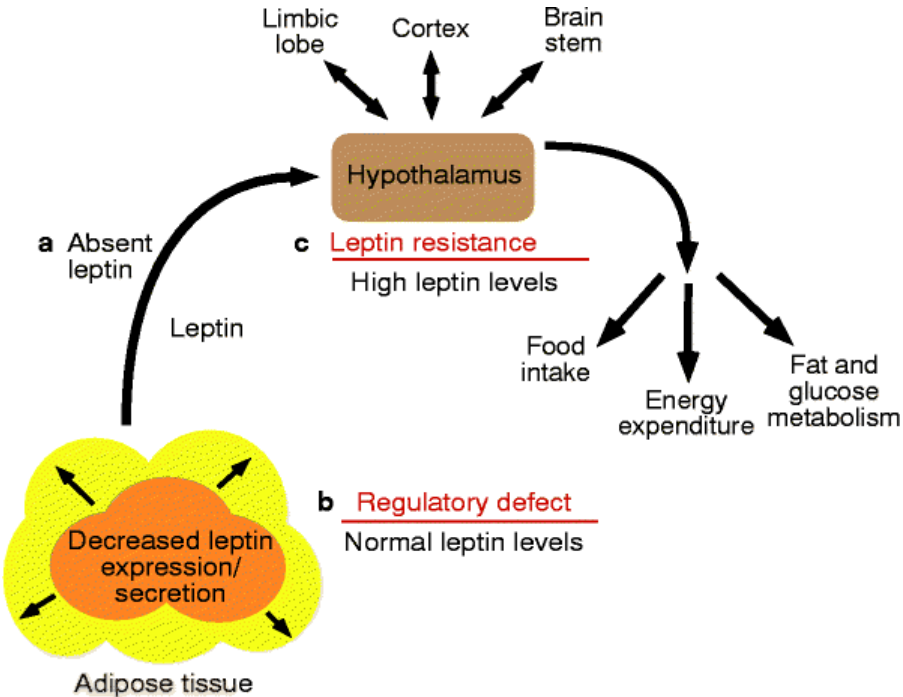 Limbic
lobe
Cortex
Brain
stem
Hypothalamus
a Absent
leptin
c Leptin resistance
High leptin levels
Leptin
Food
intake
Energy
expenditure
Fat and
glucose
metabolism
b Regulatory defect
Normal leptin levels
Decreased leptin
expression/
secretion
Adipose tissue